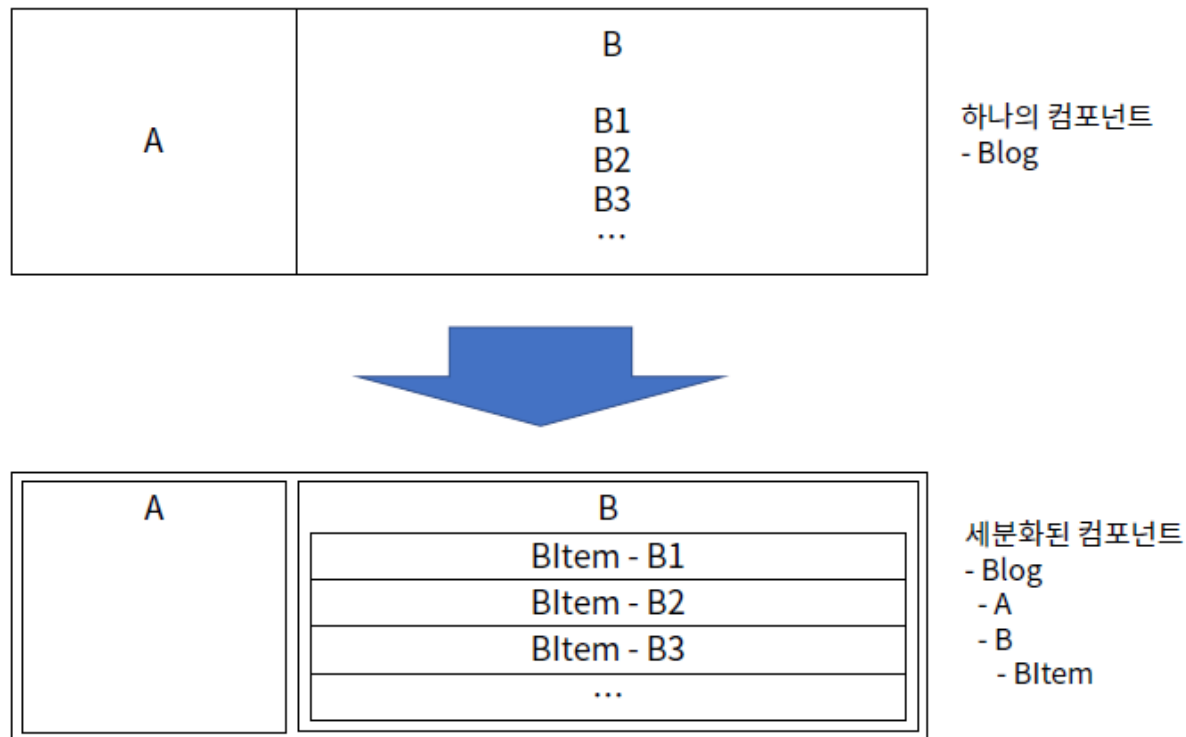 A
B
B1
B2
B3
…
하나의 컴포넌트
- Blog
A
B
BItem - B1
BItem - B2
BItem - B3
…
세분화된 컴포넌트
- Blog
- A
- B
- BItem